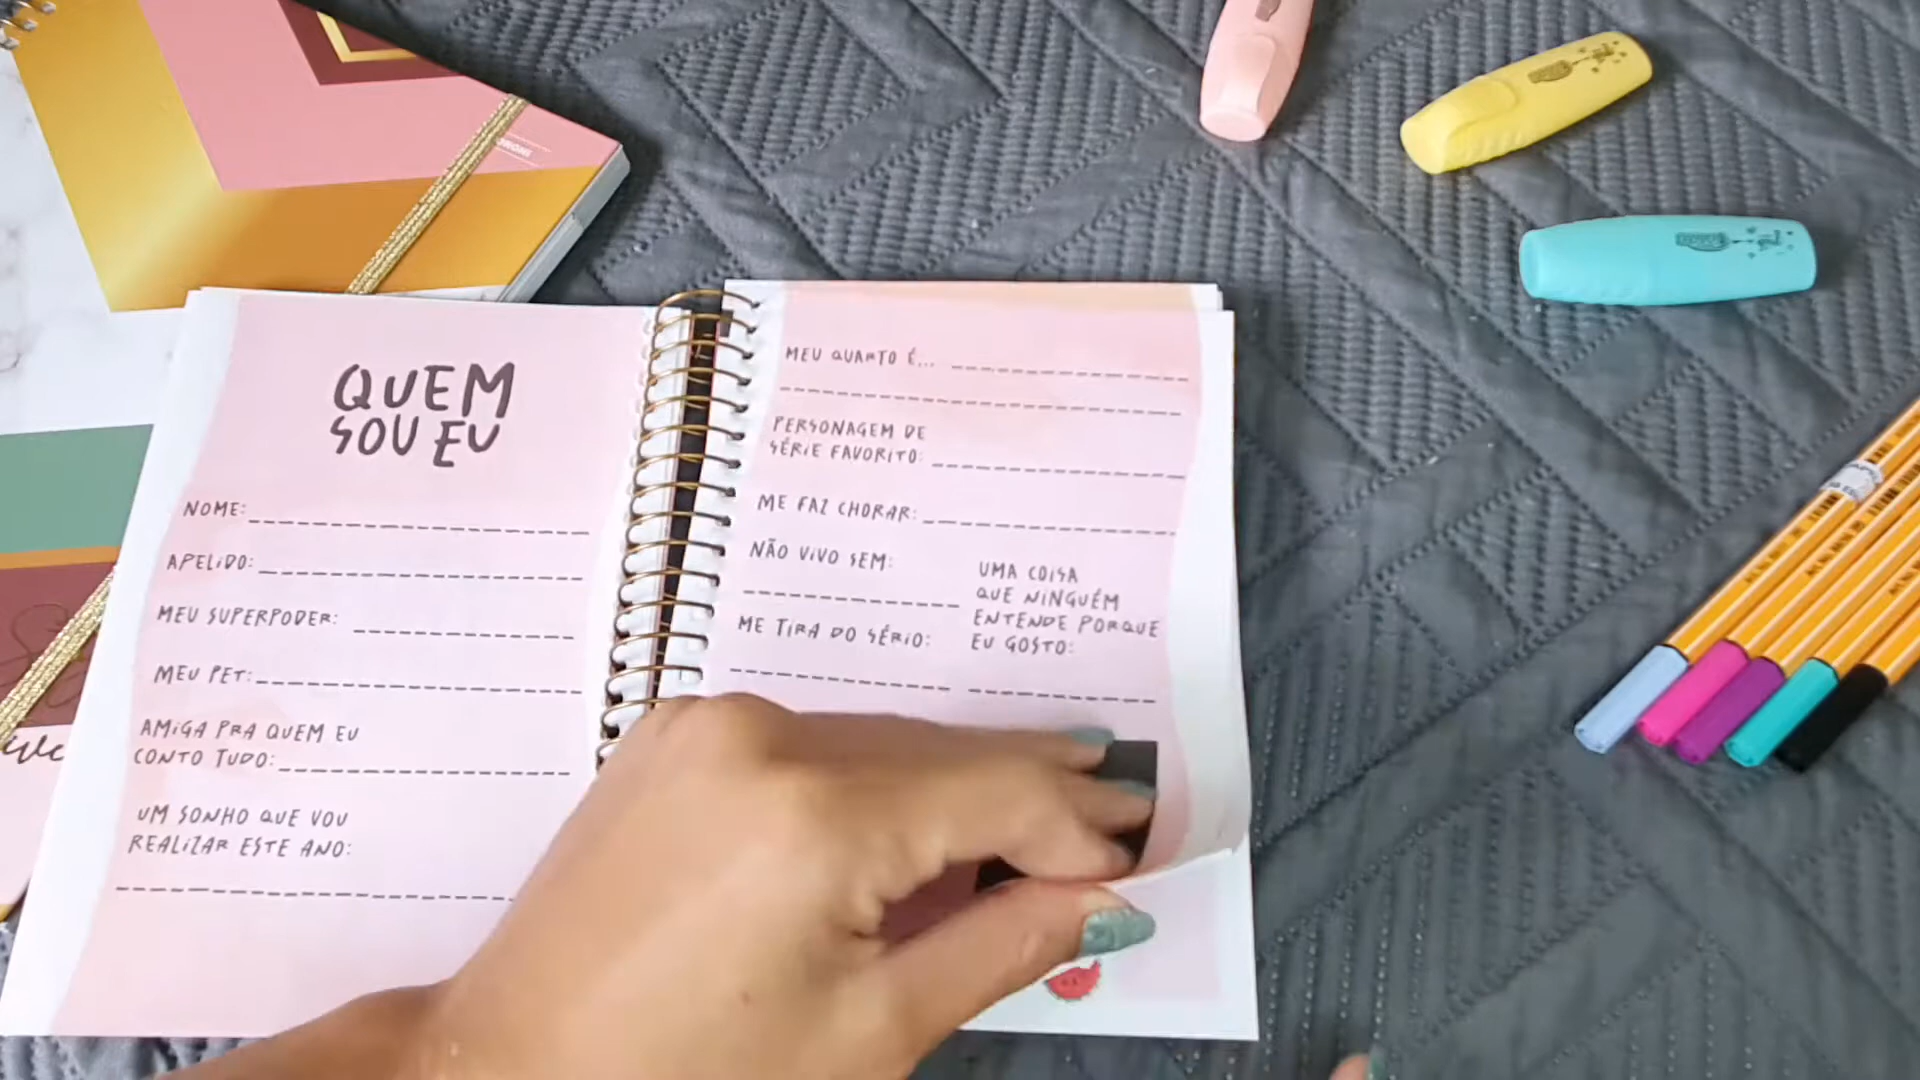 QUEM
SOU EU
NOME:
APELIDO:
MEU SUPERPODER:
MEU PET:
AMIGA PRA QUEM EU
CONTO TUDO:
UM SONHO QUE VOU
REALIZAR ESTE ANO:
MEU QUARTO É...
PERSONAGEM DE
SÉRIE FAVORITO:
ME FAZ CHORAR:
NÃO VIVO SEM:
ME TIRA DO SÉRIO:
UMA COISA
QUE NINGUÉM
ENTENDE PORQUE
EU GOSTO: